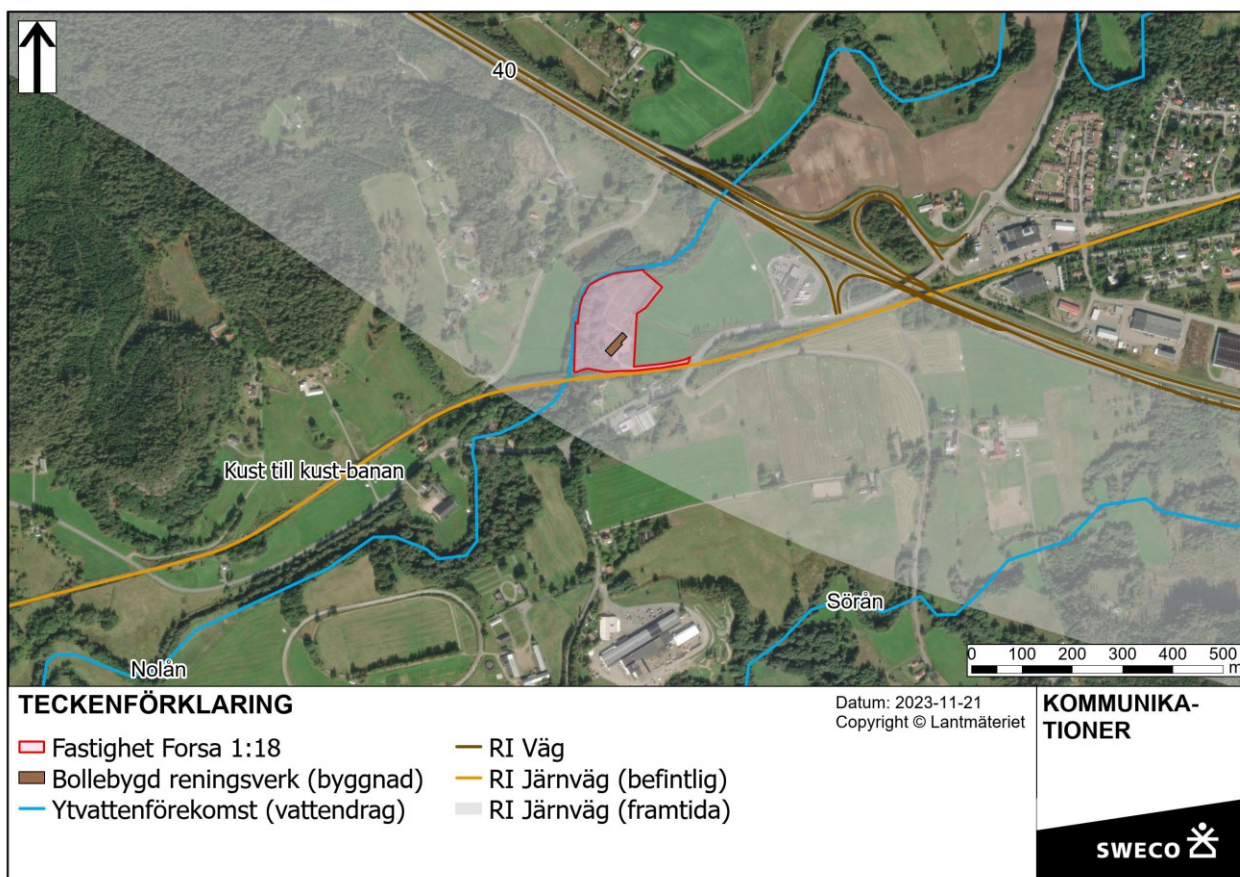 40
Kust till kust-banan
Sörån
Nolån
0 100 200 300 400 500
m
TECKENFÖRKLARING
Fastighet Forsa 1:18
Bollebygd reningsverk (byggnad)
Ytvattenförekomst (vattendrag)
RI Väg
RI Järnväg (befintlig)
RI Järnväg (framtida)
Datum: 2023-11-21
Copyright © Lantmäteriet
KOMMUNIKA-
TIONER
SWECO